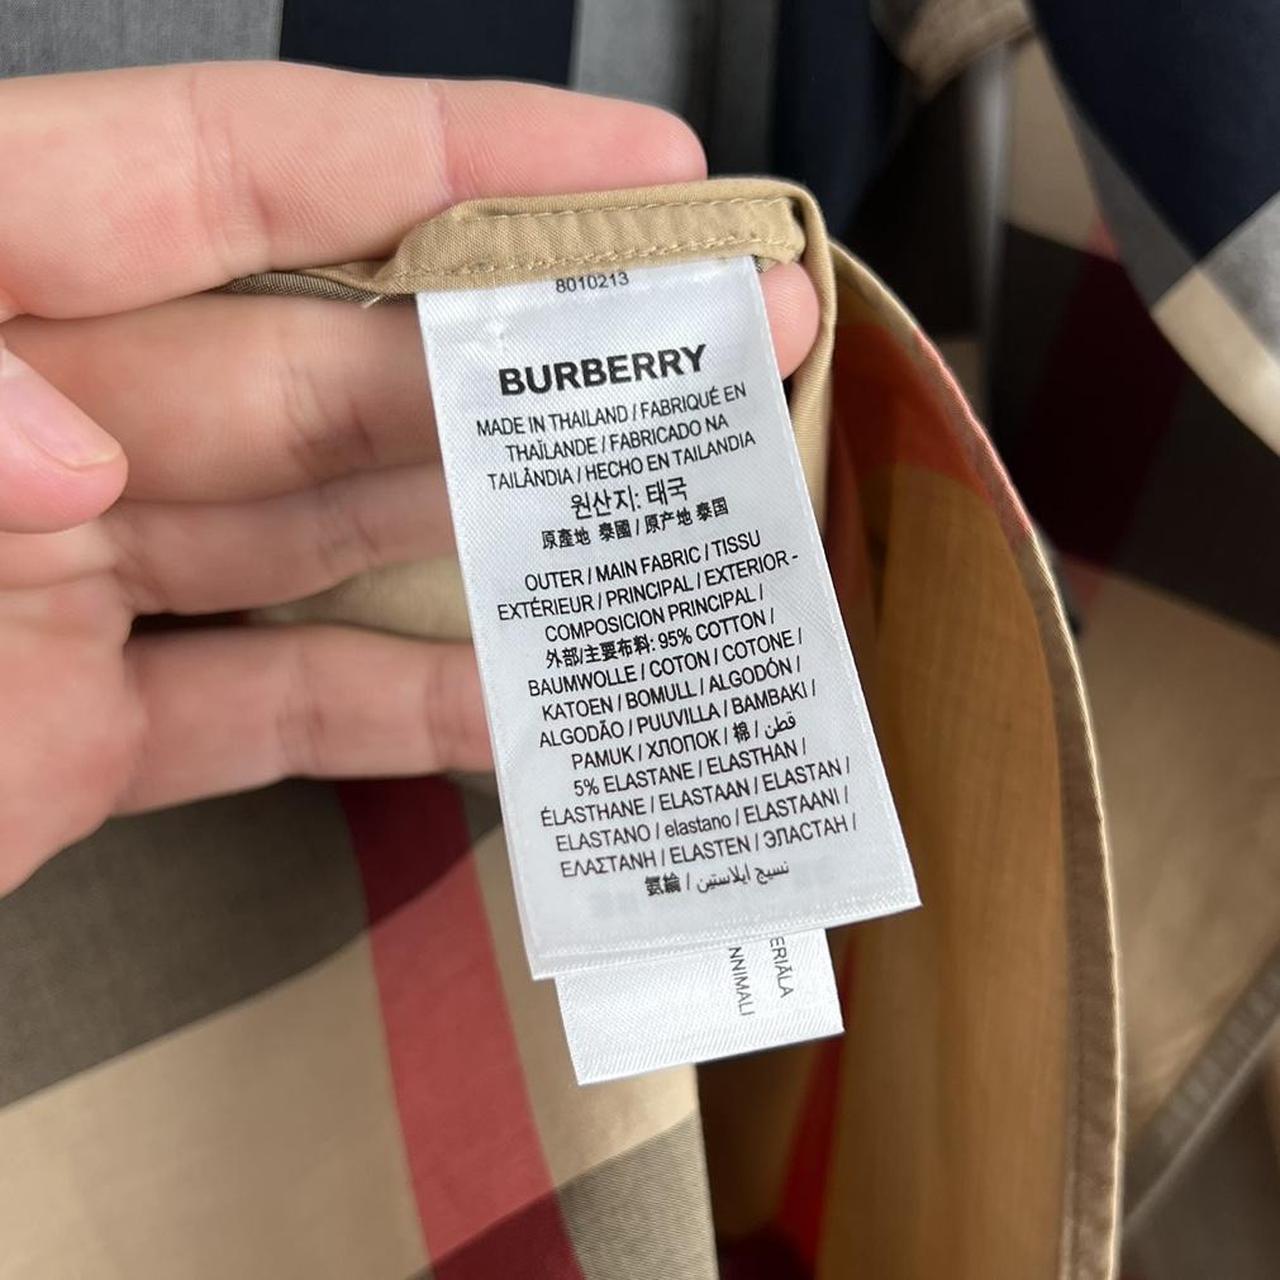 8010213
BURBERRY
MADE IN THAILAND / FABRIQUÉ EN
THAÏLANDE / FABRICADO NA
TAILÂNDIA / HECHO EN TAILANDIA
원산지: 태국
原產地 泰國 / 原产地 泰国
OUTER / MAIN FABRIC / TISSU
EXTÉRIEUR / PRINCIPAL / EXTERIOR -
COMPOSICION PRINCIPAL /
外部/主要布料: 95% COTTON /
BAUMWOLLE / COTON / COTONE /
KATOEN / BOMULL / ALGODÓN /
ALGODÃO / PUUVILLA / BAMBAKI /
PAMUK / ХЛОПОК / 棉 / قطن
5% ELASTANE / ELASTHAN /
ÉLASTHANE / ELASTAAN / ELASTAN /
ELASTANO / elastano / ELASTAANI /
ΕΛΑΣΤΑΝΗ / ELASTEN / ЭЛАСТАН /
氨綸 / نسيج ايلاستين
ERIĀLA
NNIMALI